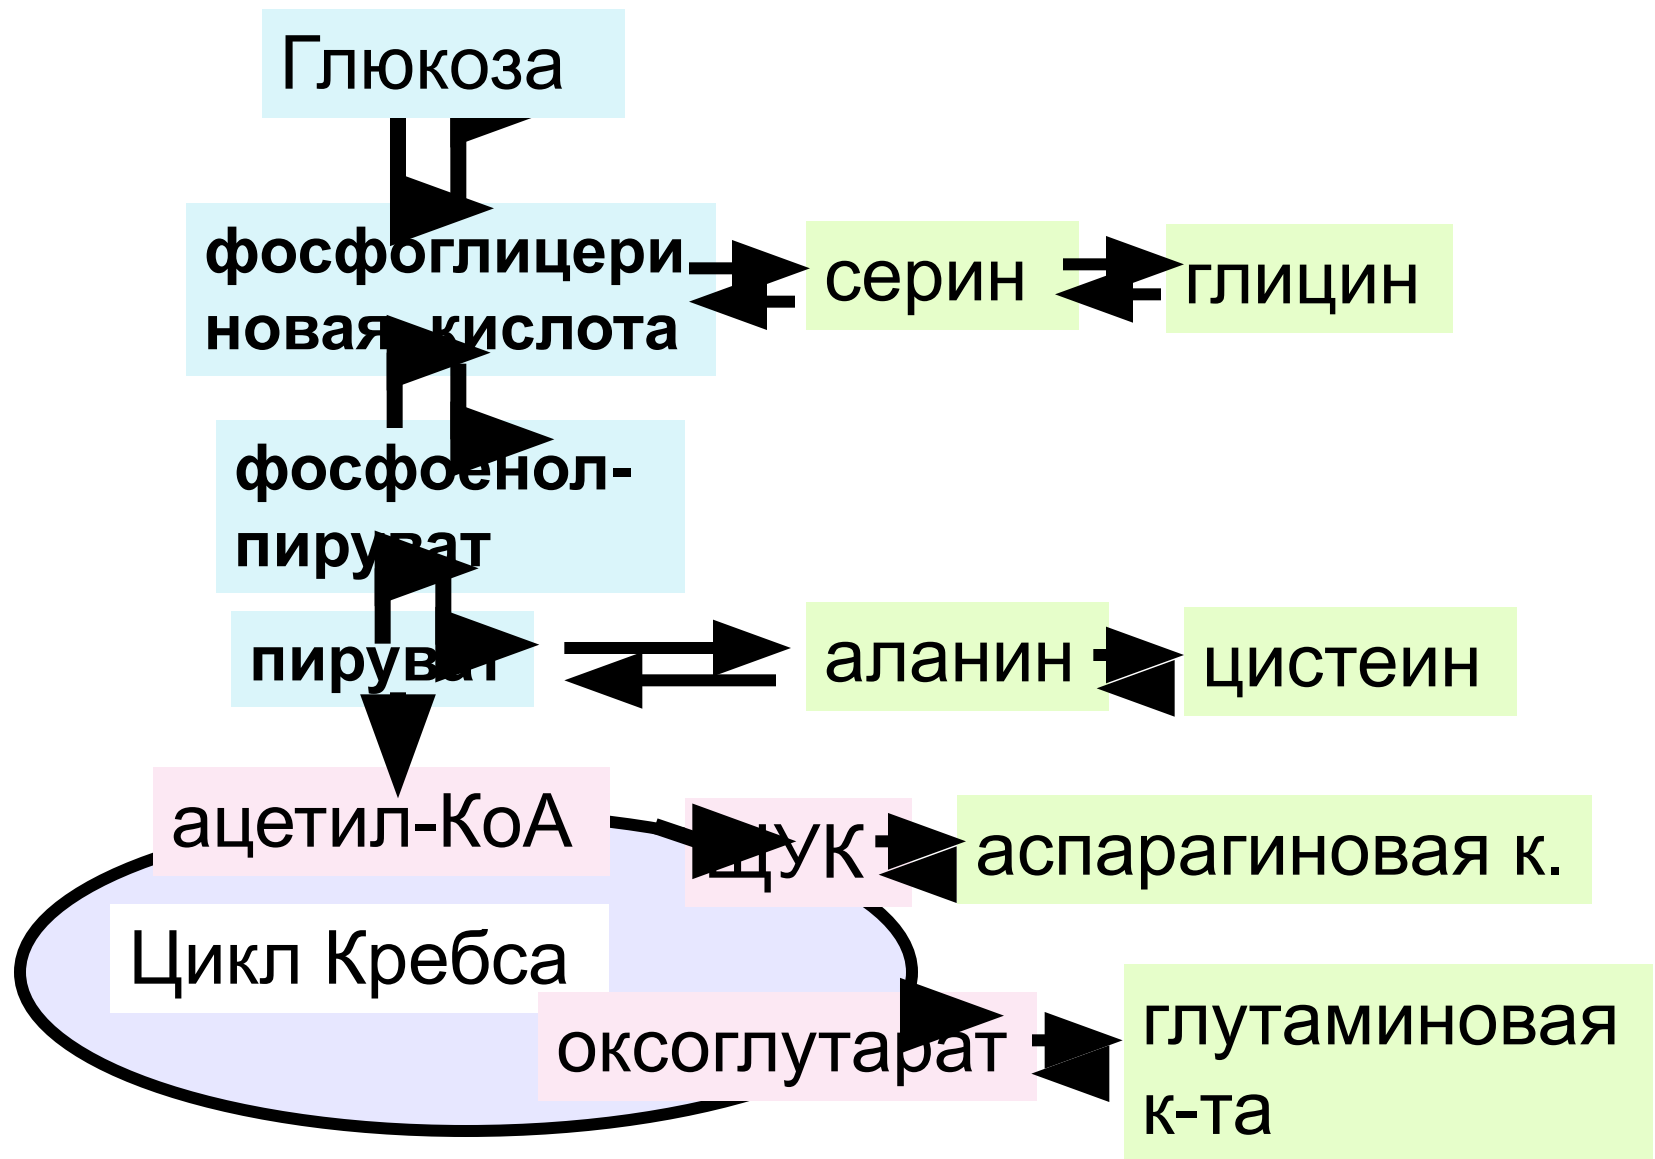 Глюкоза
фосфоглицери
новая кислота
серин
глицин
фосфоенол-
пируват
пируват
аланин
цистеин
ацетил-КоА
ЩУК
аспарагиновая к.
Цикл Кребса
оксоглутарат
глутаминовая
к-та